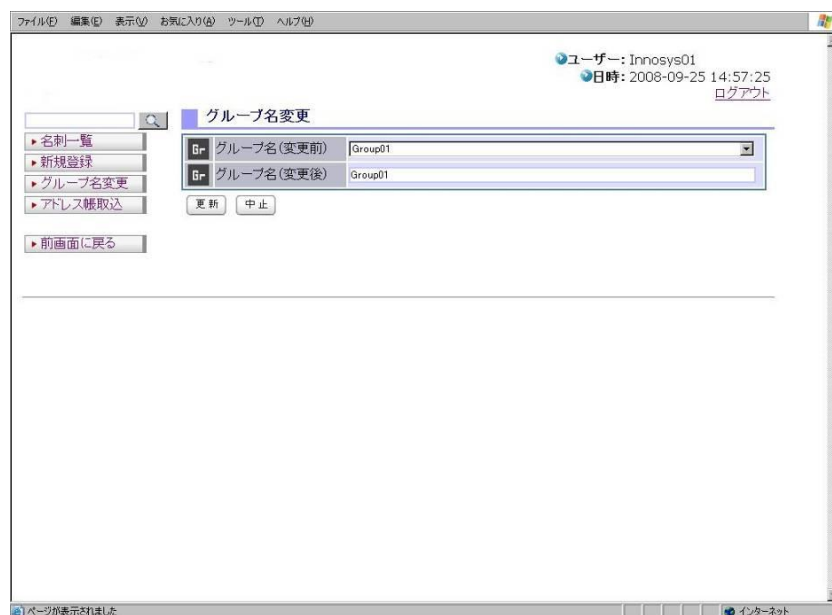 ファイル(F) 編集(E) 表示(V) お気に入り(A) ツール(T) ヘルプ(H)
ユーザー: Innosys01
日時: 2008-09-25 14:57:25
ログアウト
グループ名変更
名刺一覧
新規登録
グループ名変更
アドレス帳取込
前画面に戻る
Gr グループ名(変更前) Group01
Gr グループ名(変更後) Group01
更新 中止
ページが表示されました インターネット